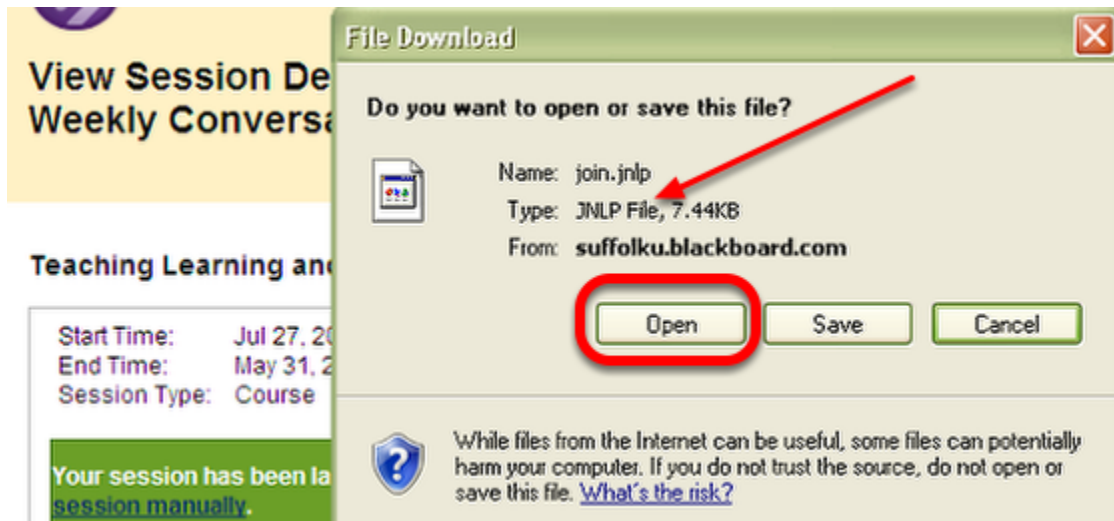 View Session De
Weekly Conversa
Teaching Learning and
Start Time: Jul 27, 20
End Time: May 31, 2
Session Type: Course
Your session has been la
session manually.
File Download
Do you want to open or save this file?
Name: join.jnlp
Type: JNLP File, 7.44KB
From: suffolku.blackboard.com
Open Save Cancel
While files from the Internet can be useful, some files can potentially
harm your computer. If you do not trust the source, do not open or
save this file. What's the risk?